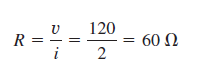 R = υ/i = 120/2 = 60 Ω